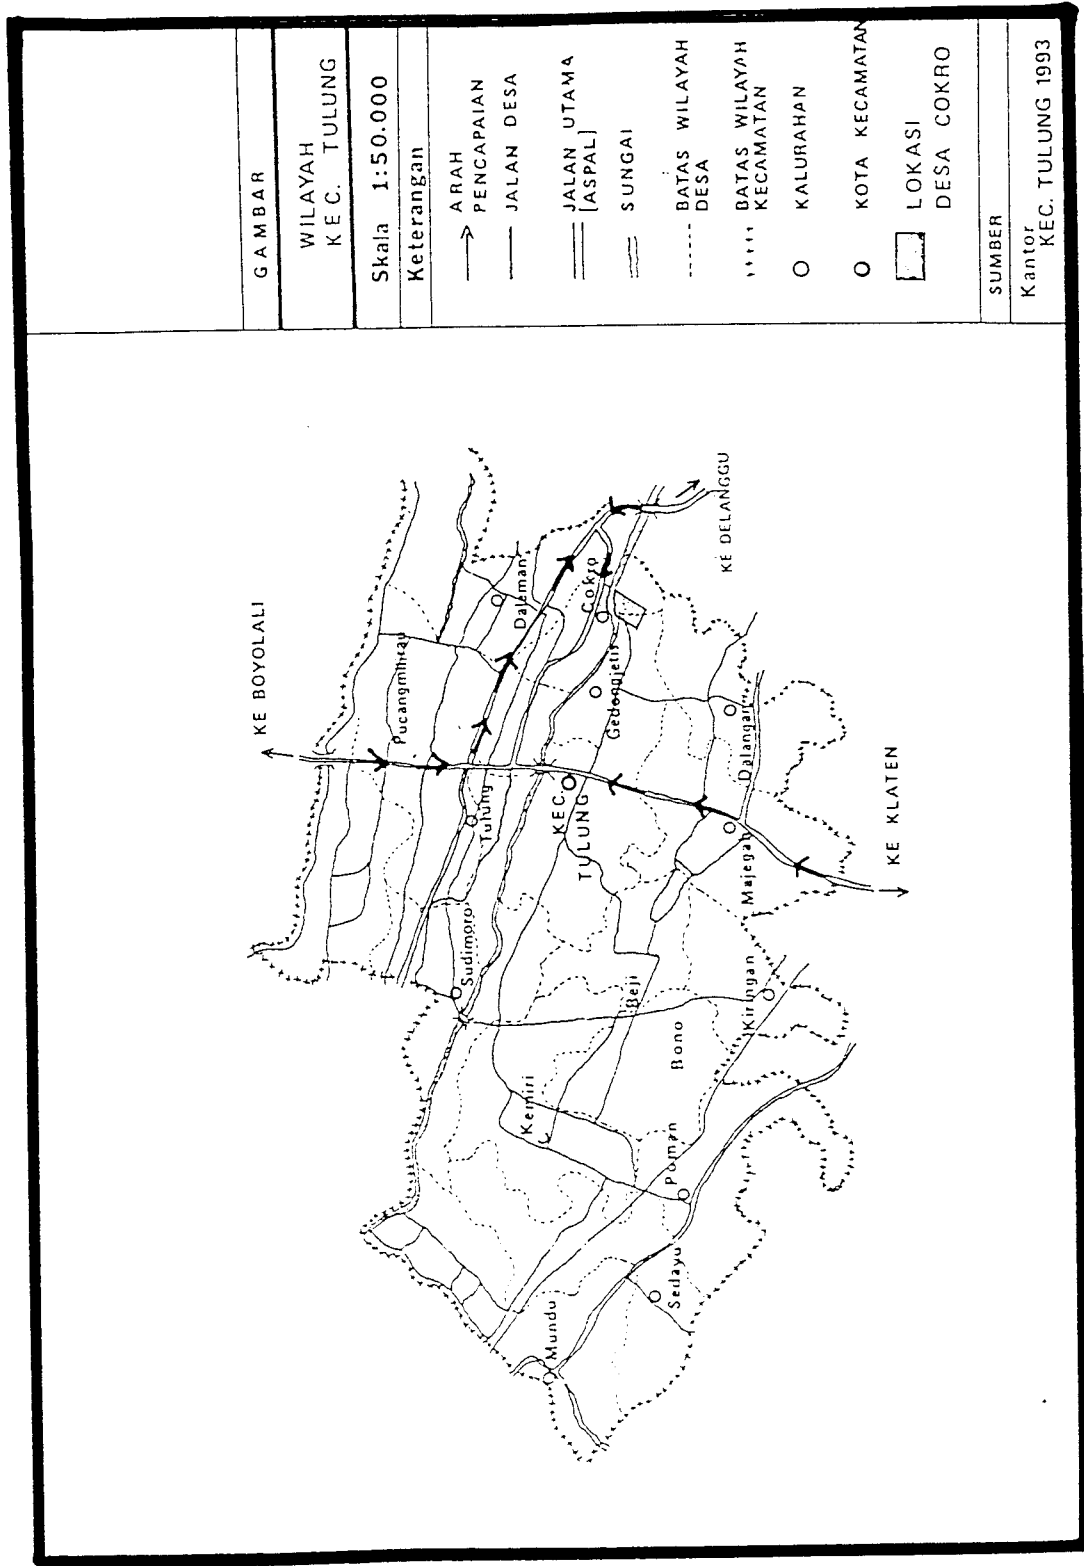 GAMBAR
WILAYAH
KEC. TULUNG
Skala 1:50.000
Keterangan
ARAH
PENCAPAIAN
JALAN DESA
JALAN UTAMA
[ASPAL]
SUNGAI
BATAS WILAYAH
DESA
BATAS WILAYAH
KECAMATAN
KALURAHAN
KOTA KECAMATAN
LOKASI
DESA COKRO
SUMBER
Kantor
KEC. TULUNG 1993
KE BOYOLALI
Pucangmiliran
Daleman
Cokro
KE DELANGGU
Tulung
Gedongjetis
KEC.
TULUNG
Dalangan
Sudimoro
Majegah
KE KLATEN
Beji
Kiringan
Bono
Kemiri
Poman
Mundu
Sedayu